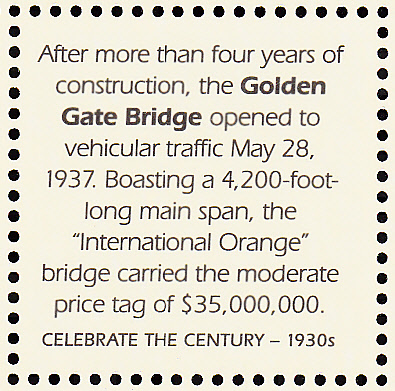 After more than four years of
construction, the Golden
Gate Bridge opened to
vehicular traffic May 28,
1937. Boasting a 4,200-foot-
long main span, the
“International Orange”
bridge carried the moderate
price tag of $35,000,000.
CELEBRATE THE CENTURY – 1930s